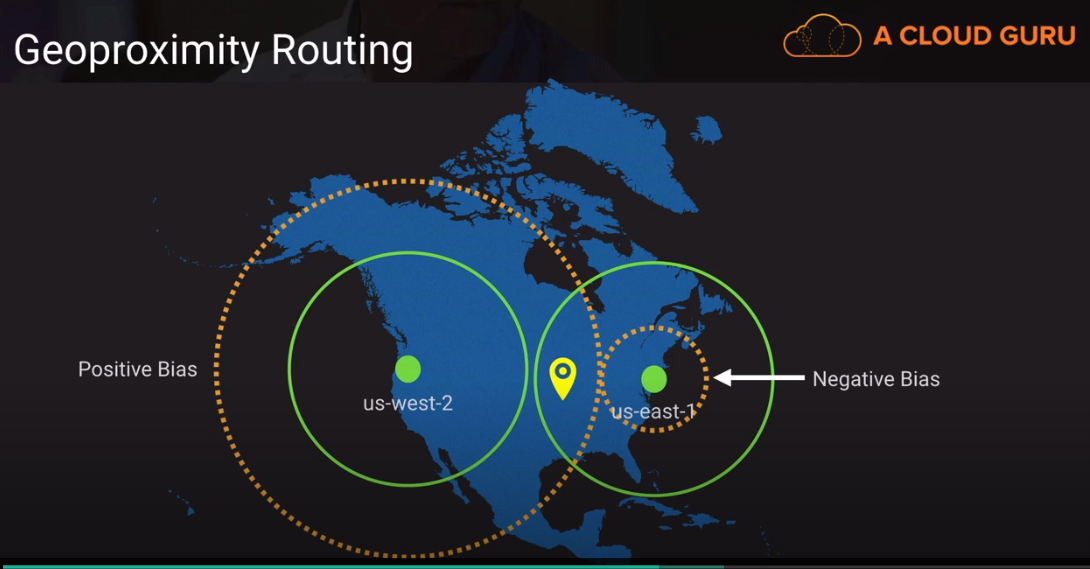 Geoproximity Routing
A CLOUD GURU
Positive Bias
us-west-2
us-east-1
Negative Bias